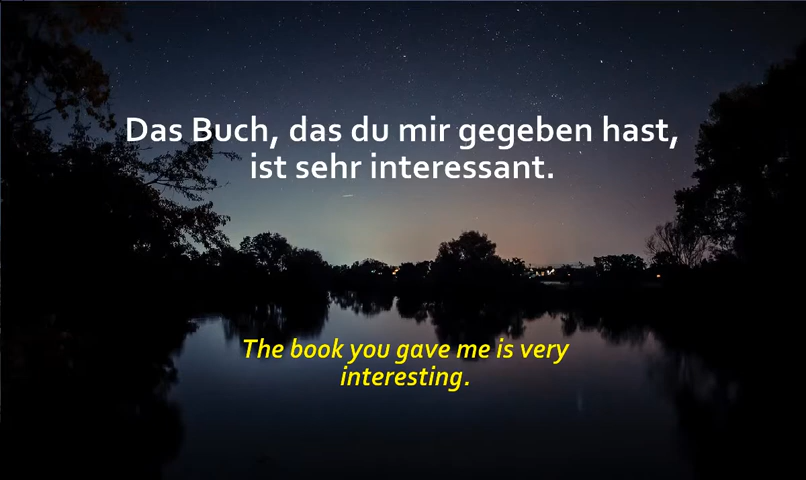 Das Buch, das du mir gegeben hast,
ist sehr interessant.
The book you gave me is very
interesting.